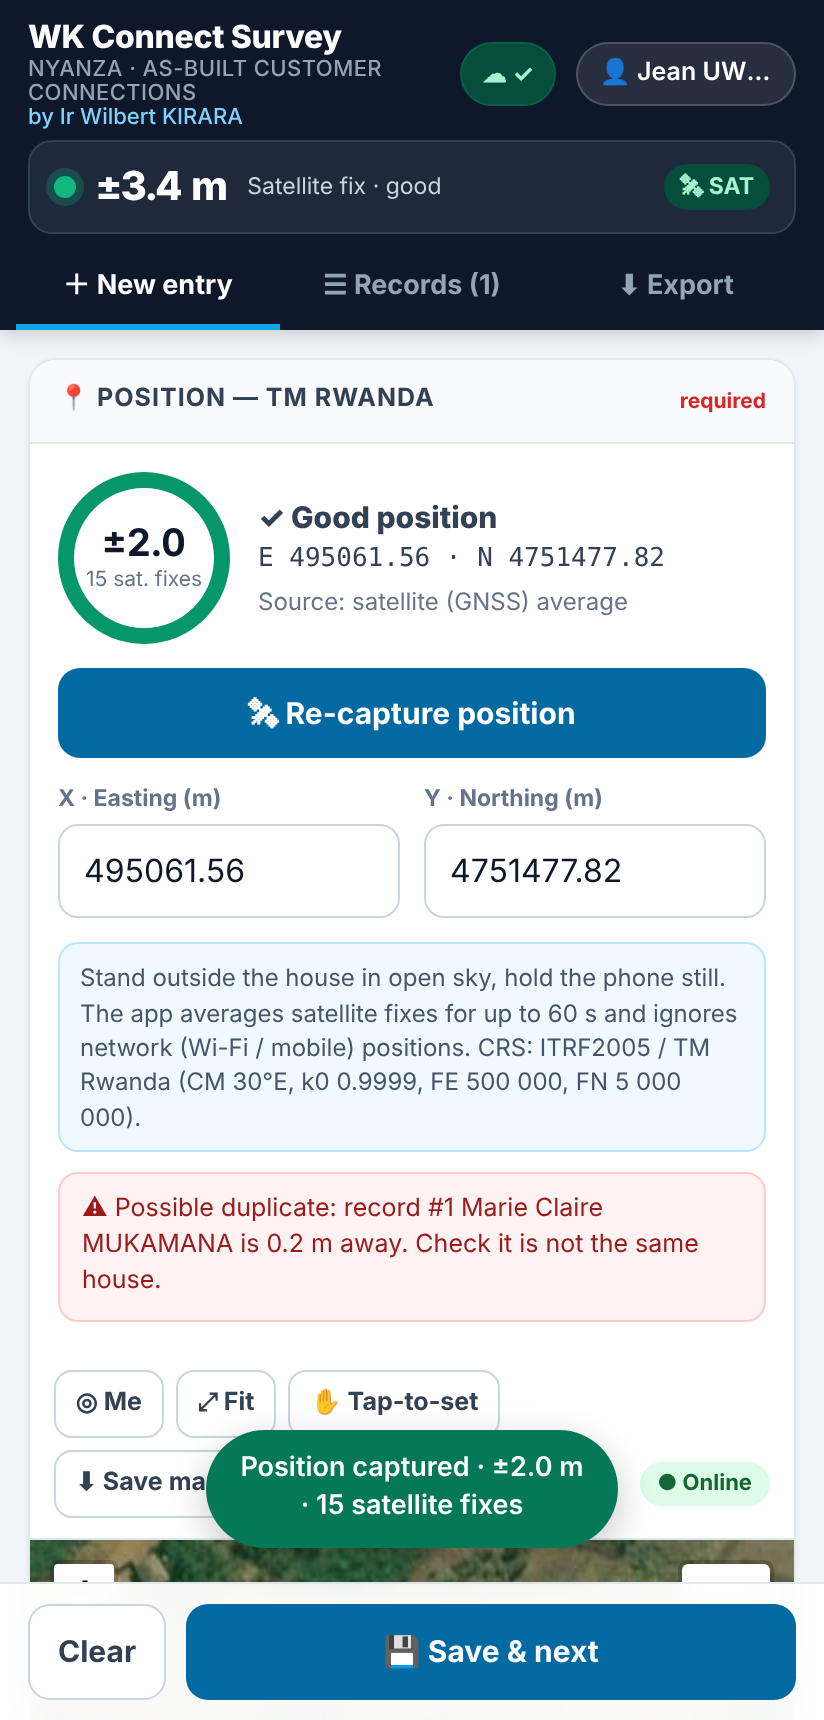 WK Connect Survey
NYANZA · AS-BUILT CUSTOMER
CONNECTIONS
by Ir Wilbert KIRARA
☁ ✓
👤 Jean UW…
±3.4 m
Satellite fix · good
🛰 SAT
＋ New entry
☰ Records (1)
⬇ Export
📍 POSITION — TM RWANDA
required
±2.0
15 sat. fixes
✓ Good position
E 495061.56 · N 4751477.82
Source: satellite (GNSS) average
🛰 Re-capture position
X · Easting (m)
Y · Northing (m)
495061.56
4751477.82
Stand outside the house in open sky, hold the phone still.
The app averages satellite fixes for up to 60 s and ignores
network (Wi-Fi / mobile) positions. CRS: ITRF2005 / TM
Rwanda (CM 30°E, k0 0.9999, FE 500 000, FN 5 000
000).
⚠ Possible duplicate: record #1 Marie Claire
MUKAMANA is 0.2 m away. Check it is not the same
house.
◎ Me
⤢ Fit
✋ Tap-to-set
⬇ Save ma
Position captured · ±2.0 m
· 15 satellite fixes
● Online
Clear
💾 Save & next